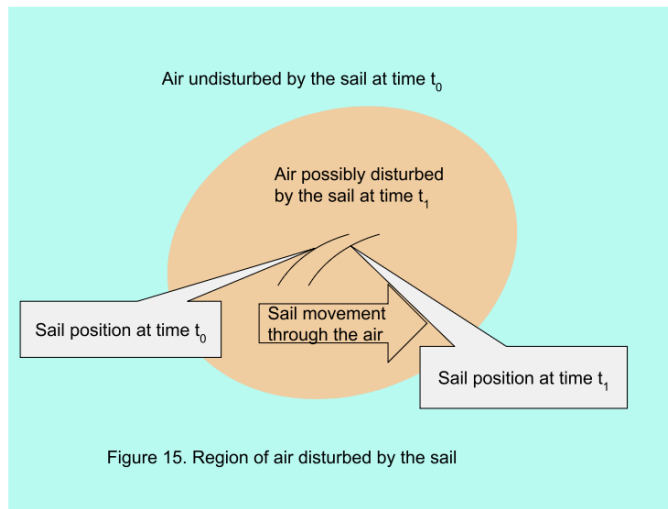 Air undisturbed by the sail at time t₀
Air possibly disturbed
by the sail at time t₁
Sail movement
through the air
Sail position at time t₀
Sail position at time t₁
Figure 15. Region of air disturbed by the sail